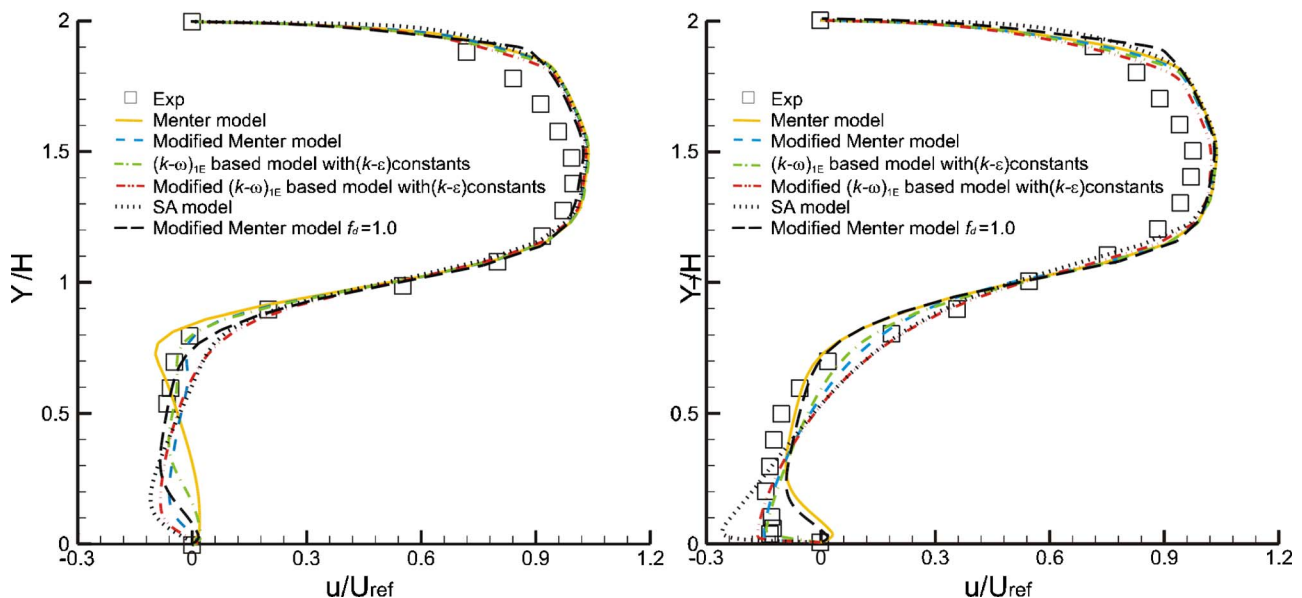 2
1.5
1
0.5
0
Y/H
Exp
Menter model
Modified Menter model
(k-ω)1E based model with(k-ε)constants
Modified (k-ω)1E based model with(k-ε)constants
SA model
Modified Menter model fd=1.0
-0.3 0 0.3 0.6 0.9 1.2
u/Uref
2
1.5
1
0.5
0
Y/H
Exp
Menter model
Modified Menter model
(k-ω)1E based model with(k-ε)constants
Modified (k-ω)1E based model with(k-ε)constants
SA model
Modified Menter model fd=1.0
-0.3 0 0.3 0.6 0.9 1.2
u/Uref